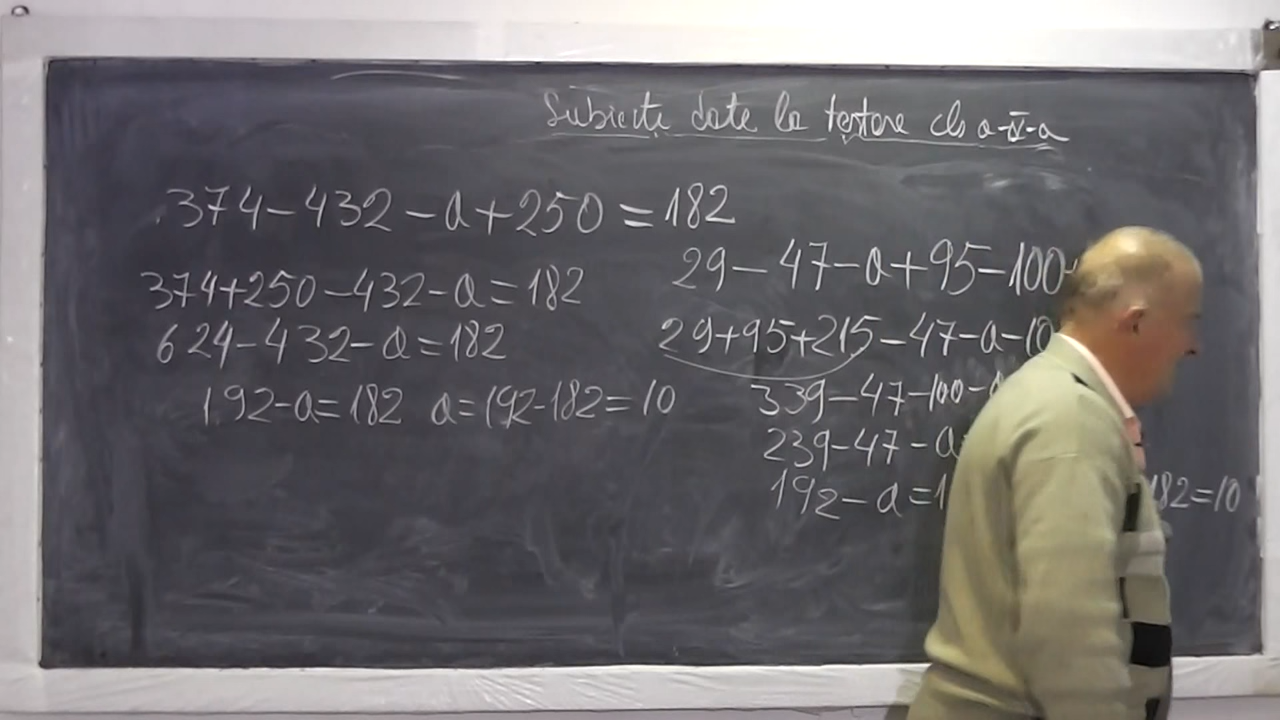 Subiecte date la testare cls a-V-a
374-432-a+250=182
374+250-432-a=182
624-432-a=182
192-a=182 a=192-182=10
29-47-a+95-100
29+95+215-47-a-10
339-47-100-a
239-47-a
192-a=1 182=10